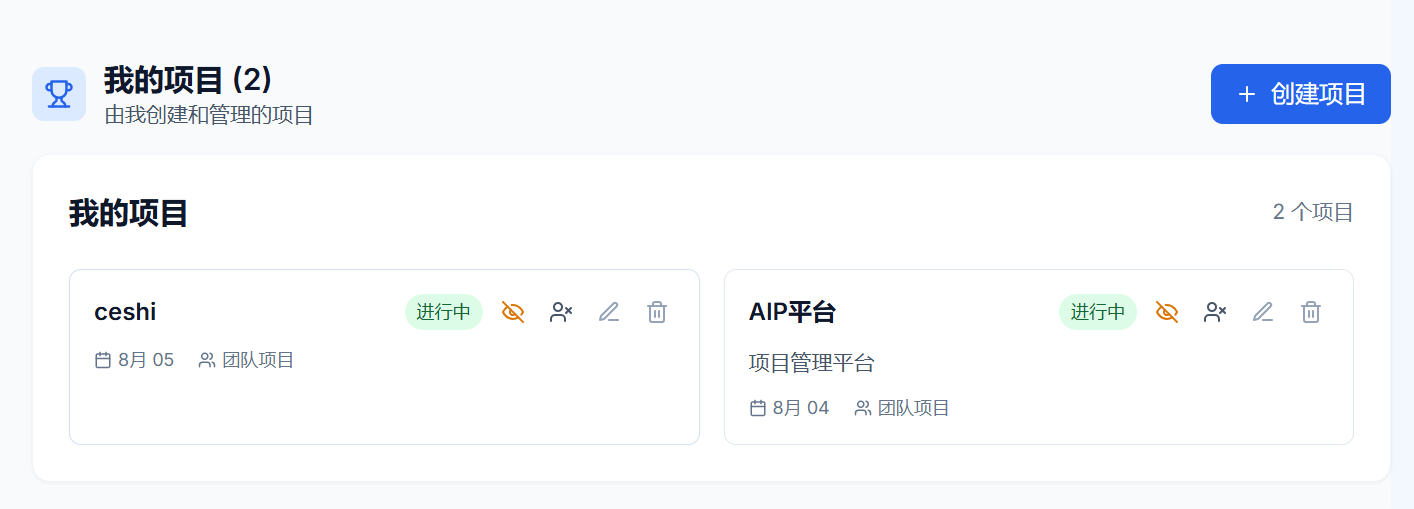 我的项目 (2)
由我创建和管理的项目
创建项目
我的项目
2 个项目
ceshi
进行中
8月 05
团队项目
AIP平台
进行中
项目管理平台
8月 04
团队项目